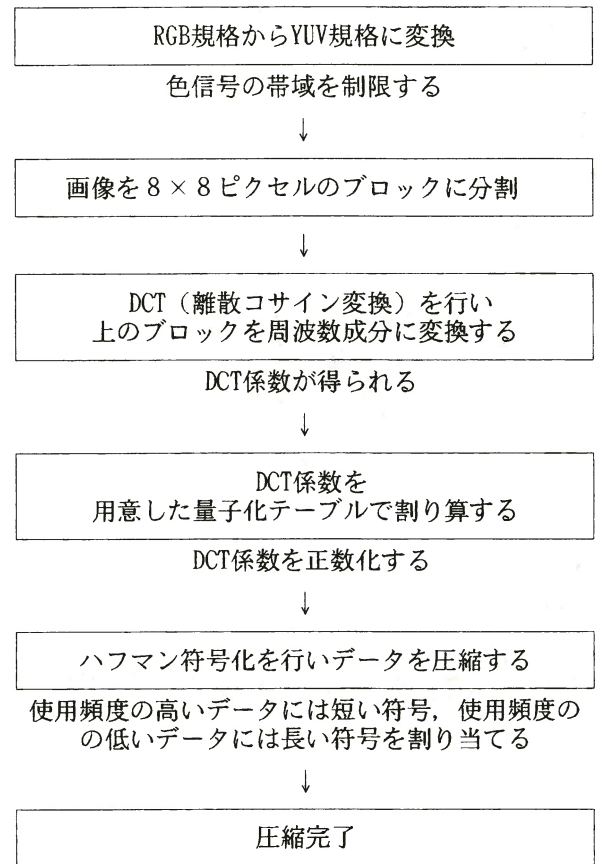 RGB規格からYUV規格に変換
色信号の帯域を制限する
↓
画像を8×8ピクセルのブロックに分割
↓
DCT（離散コサイン変換）を行い
上のブロックを周波数成分に変換する
DCT係数が得られる
↓
DCT係数を
用意した量子化テーブルで割り算する
DCT係数を正数化する
↓
ハフマン符号化を行いデータを圧縮する
使用頻度の高いデータには短い符号，使用頻度の
の低いデータには長い符号を割り当てる
↓
圧縮完了